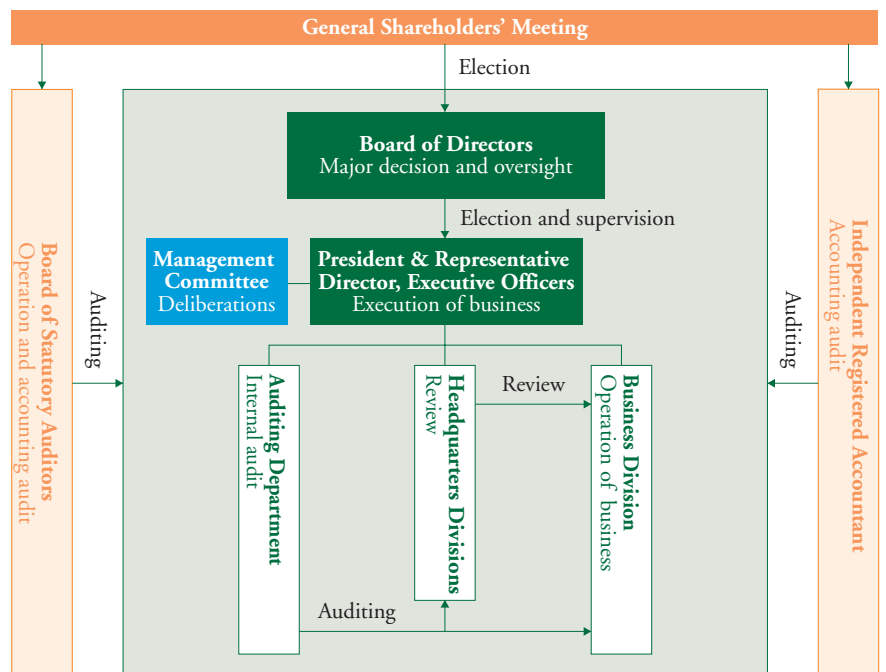 General Shareholders’ Meeting
Election
Board of Directors
Major decision and oversight
Election and supervision
Management
Committee
Deliberations
President & Representative
Director, Executive Officers
Execution of business
Board of Statutory Auditors
Operation and accounting audit
Auditing
Independent Registered Accountant
Accounting audit
Auditing
Auditing Department
Internal audit
Headquarters Divisions
Review
Review
Business Division
Operation of business
Auditing